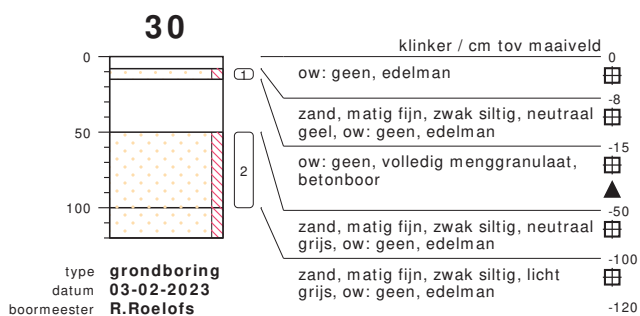 30
klinker / cm tov maaiveld
0
0
ow: geen, edelman
1
-8
zand, matig fijn, zwak siltig, neutraal
geel, ow: geen, edelman
-15
50
ow: geen, volledig menggranulaat,
betonboor
2
-50
100
zand, matig fijn, zwak siltig, neutraal
grijs, ow: geen, edelman
-100
zand, matig fijn, zwak siltig, licht
grijs, ow: geen, edelman
-120
type grondboring
datum 03-02-2023
boormeester R.Roelofs